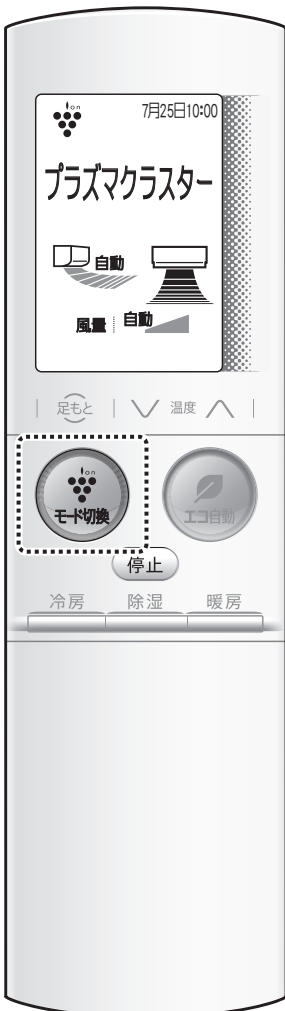 ion 7月25日10:00
プラズマクラスター
自動
風量 自動
足もと 温度
ion
モード切換 エコ自動
停止
冷房 除湿 暖房